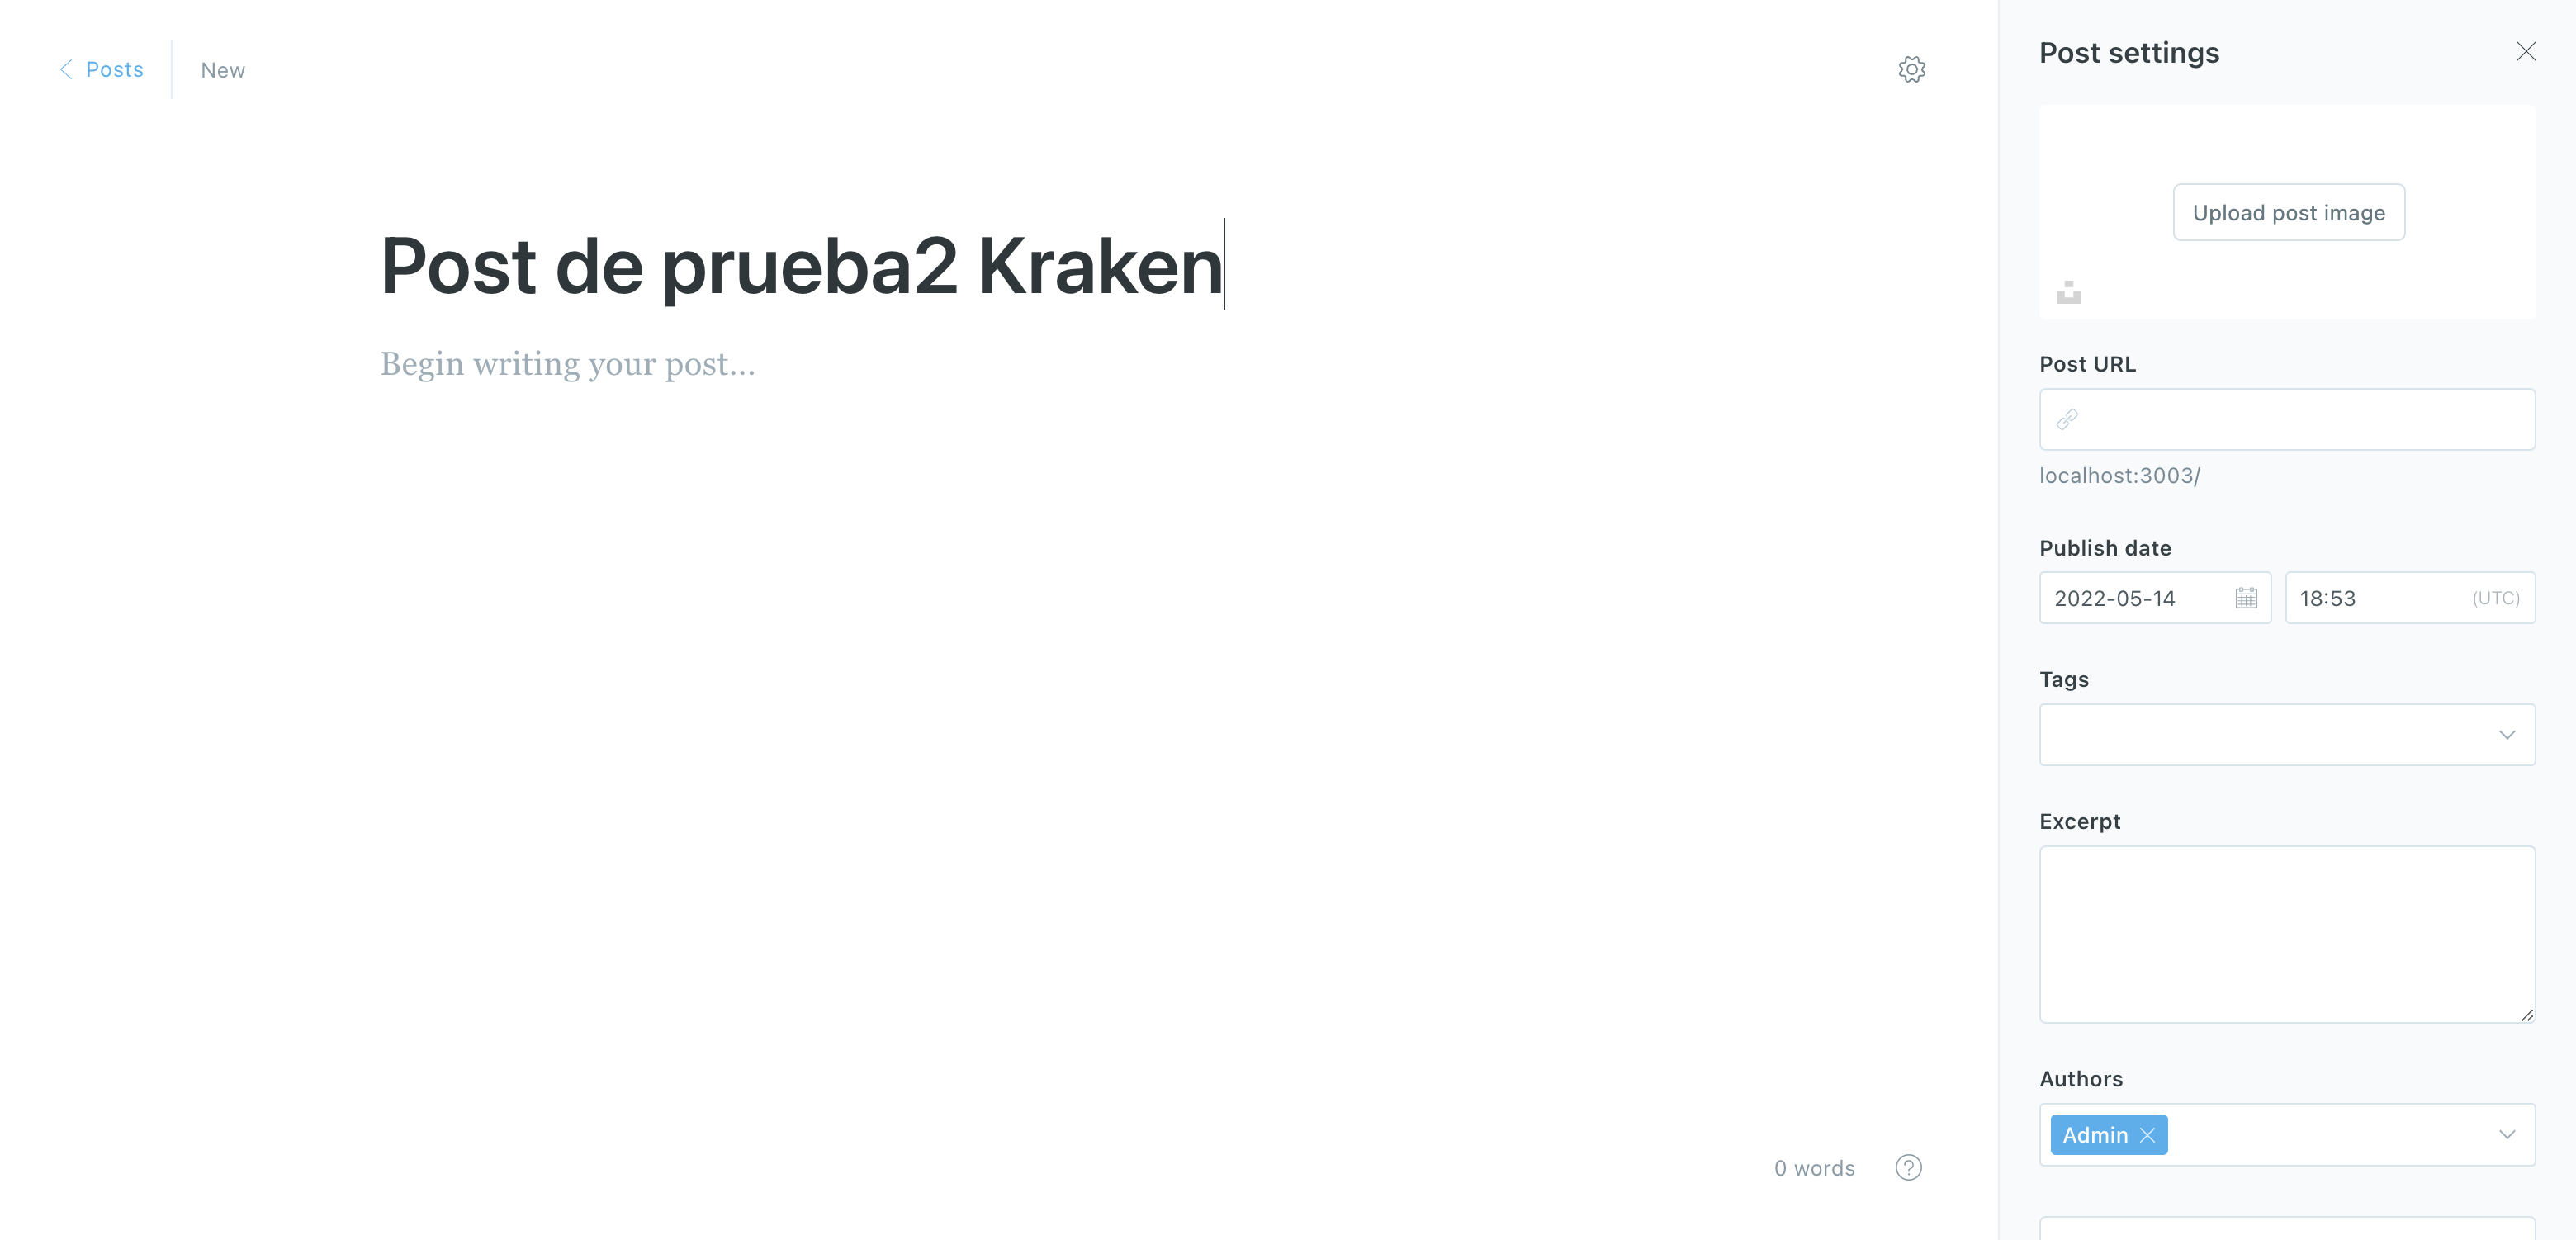 Posts
New
Post de prueba2 Kraken
Begin writing your post...
0 words
Post settings
Upload post image
Post URL
localhost:3003/
Publish date
2022-05-14
18:53 (UTC)
Tags
Excerpt
Authors
Admin